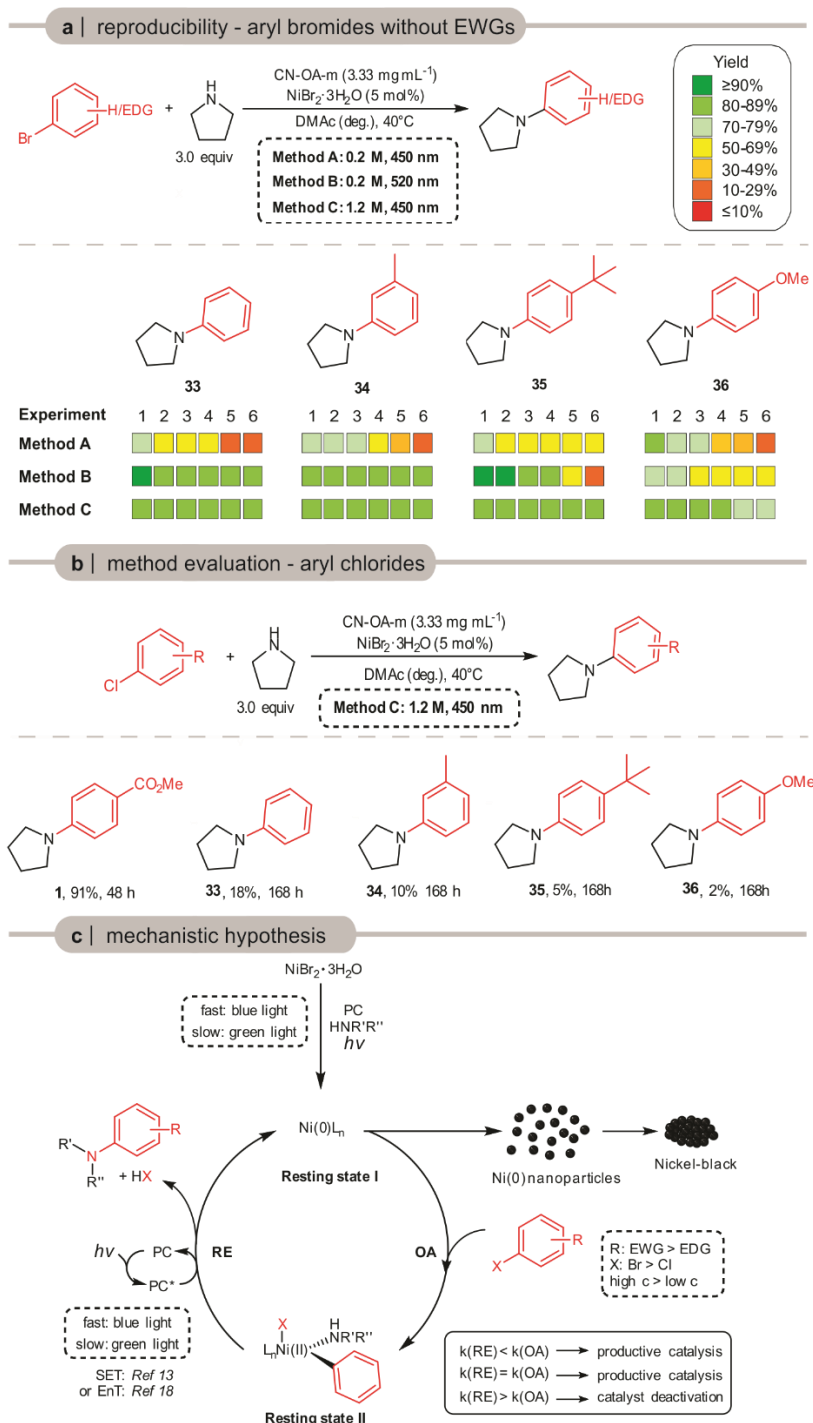 a | reproducibility - aryl bromides without EWGs
Br
H/EDG
+
H
N
3.0 equiv
CN-OA-m (3.33 mg mL⁻¹)
NiBr₂·3H₂O (5 mol%)
DMAc (deg.), 40°C
Method A: 0.2 M, 450 nm
Method B: 0.2 M, 520 nm
Method C: 1.2 M, 450 nm
N
H/EDG
Yield
≥90%
80-89%
70-79%
50-69%
30-49%
10-29%
≤10%
N
33
N
34
N
35
N
OMe
36
Experiment 1 2 3 4 5 6 1 2 3 4 5 6 1 2 3 4 5 6 1 2 3 4 5 6
Method A
Method B
Method C
b | method evaluation - aryl chlorides
Cl
R
+
H
N
3.0 equiv
CN-OA-m (3.33 mg mL⁻¹)
NiBr₂·3H₂O (5 mol%)
DMAc (deg.), 40°C
Method C: 1.2 M, 450 nm
N
R
N
CO₂Me
1, 91%, 48 h
N
33, 18%, 168 h
N
34, 10% 168 h
N
35, 5%, 168h
N
OMe
36, 2%, 168h
c | mechanistic hypothesis
NiBr₂·3H₂O
fast: blue light
slow: green light
PC
HNR'R''
hv
Ni(0)Lₙ
Resting state I
Ni(0) nanoparticles
Nickel-black
R'
N
R''
R
+ HX
hv
PC
PC*
RE
OA
X
R
R: EWG > EDG
X: Br > Cl
high c > low c
fast: blue light
slow: green light
SET: Ref 13
or EnT: Ref 18
X
LₙNi(II)
H
NR'R''
Resting state II
k(RE) < k(OA) → productive catalysis
k(RE) = k(OA) → productive catalysis
k(RE) > k(OA) → catalyst deactivation